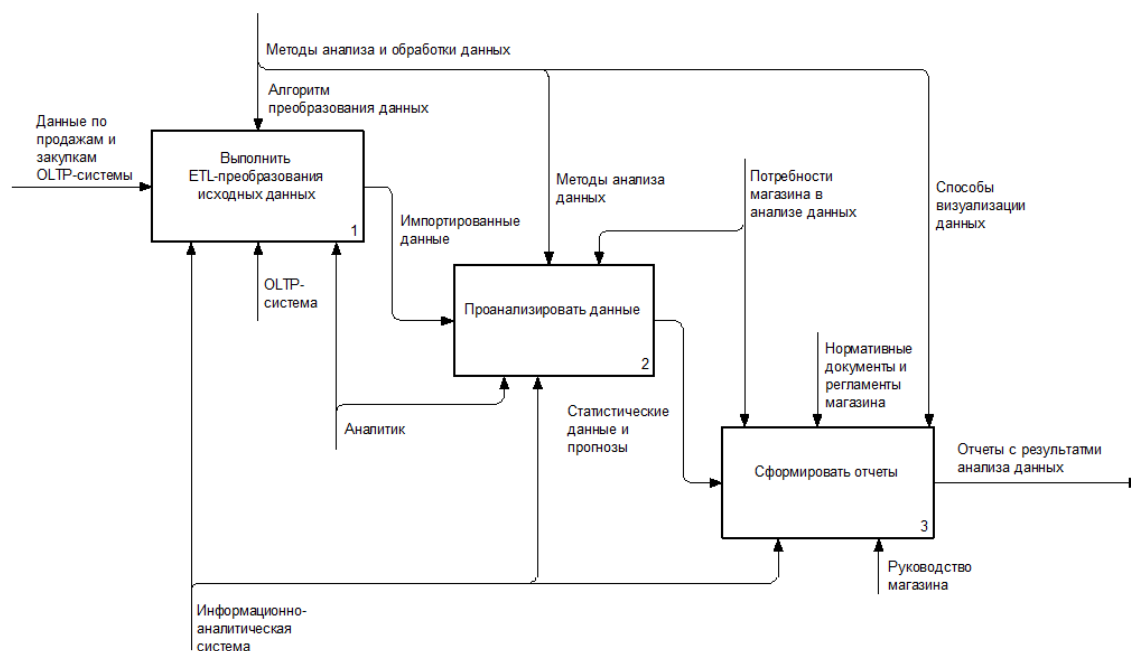 Методы анализа и обработки данных
Алгоритм
преобразования данных
Данные по
продажам и
закупкам
OLTP-системы
Выполнить
ETL-преобразования
исходных данных
1
Импортированные
данные
OLTP-
система
Методы анализа
данных
Потребности
магазина в
анализе данных
Способы
визуализации
данных
Проанализировать данные
2
Аналитик
Статистические
данные и
прогнозы
Нормативные
документы и
регламенты
магазина
Сформировать отчеты
3
Отчеты с результатми
анализа данных
Руководство
магазина
Информационно-
аналитическая
система